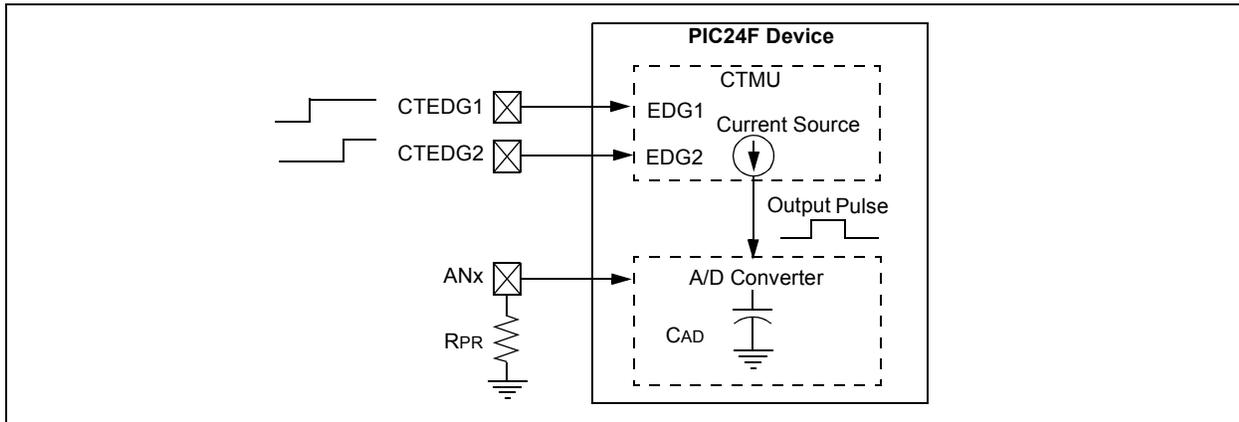 PIC24F Device
CTMU
CTEDG1
EDG1
Current Source
CTEDG2
EDG2
Output Pulse
ANx
A/D Converter
RPR
CAD